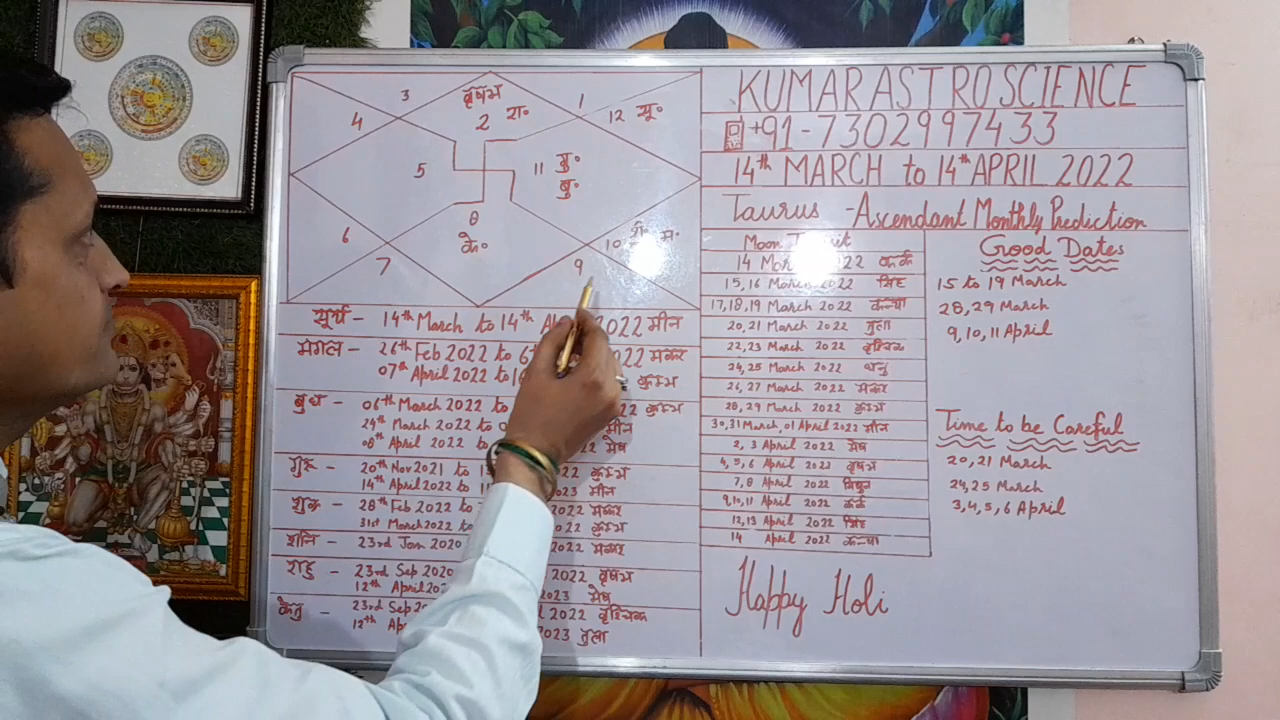 3
वृषभ
1
4
2 रा०
12 सू०
5
11 गु०
बु०
8
के०
6
7
9
10
सूर्य - 14th March to 14th 2022 मीन
मंगल - 26th Feb 2022 to 2022 मकर
07th April 2022 to कुम्भ
बुध - 06th March 2022 to कुम्भ
24th March 2022 to मीन
08th April 2022 to मेष
गुरू - 20th Nov 2021 to कुम्भ
14th April 2022 to 2023 मीन
शुक्र - 28th Feb 2022 to 2022 मकर
31st March 2022 to 2022 कुम्भ
शनि - 23rd Jan 2020 2022 मकर
राहु - 23rd Sep 2020 2022 वृषभ
12th April 2023 मेष
केतु - 23rd Sep 2022 वृश्चिक
12th 2023 तुला
KUMAR ASTRO SCIENCE
+91-7302997433
14th MARCH to 14th APRIL 2022
Taurus - Ascendant Monthly Prediction
Moon
14 2022 कर्क
15, 16 March 2022 सिंह
17, 18, 19 March 2022 कन्या
20, 21 March 2022 तुला
22, 23 March 2022 वृश्चिक
24, 25 March 2022 धनु
26, 27 March 2022 मकर
28, 29 March 2022 कुम्भ
30, 31 March, 01 April 2022 मीन
2, 3 April 2022 मेष
4, 5, 6 April 2022 वृषभ
7, 8 April 2022 मिथुन
9, 10, 11 April 2022 कर्क
12, 13 April 2022 सिंह
14 April 2022 कन्या
Good Dates
15 to 19 March
28, 29 March
9, 10, 11 April
Time to be Careful
20, 21 March
24, 25 March
3, 4, 5, 6 April
Happy Holi